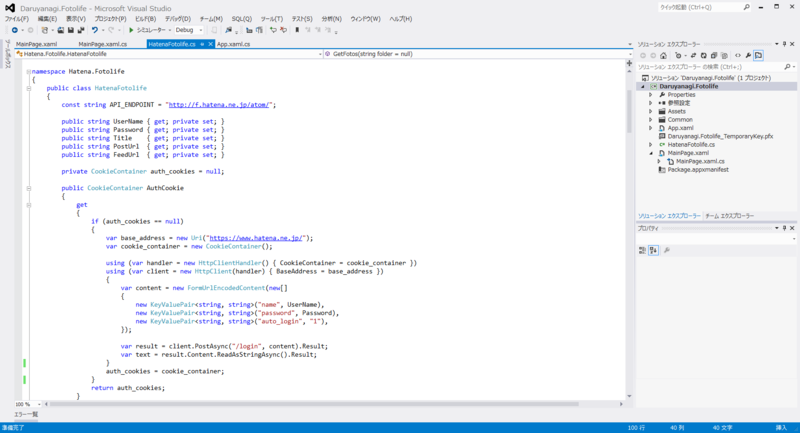 Daruyanagi.Fotolife - Microsoft Visual Studio
クイック起動 (Ctrl+Q)
ファイル(F) 編集(E) 表示(V) プロジェクト(P) ビルド(B) デバッグ(D) チーム(M) SQL(Q) ツール(T) テスト(S) 分析(N) ウィンドウ(W) ヘルプ(H)
シミュレーター Debug
MainPage.xaml MainPage.xaml.cs HatenaFotolife.cs App.xaml.cs
Hatena.Fotolife.HatenaFotolife GetFotos(string folder = null)
namespace Hatena.Fotolife
{
public class HatenaFotolife
{
const string API_ENDPOINT = "http://f.hatena.ne.jp/atom/";
public string UserName { get; private set; }
public string Password { get; private set; }
public string Title { get; private set; }
public string PostUrl { get; private set; }
public string FeedUrl { get; private set; }
private CookieContainer auth_cookies = null;
public CookieContainer AuthCookie
{
get
{
if (auth_cookies == null)
{
var base_address = new Uri("https://www.hatena.ne.jp/");
var cookie_container = new CookieContainer();
using (var handler = new HttpClientHandler() { CookieContainer = cookie_container })
using (var client = new HttpClient(handler) { BaseAddress = base_address })
{
var content = new FormUrlEncodedContent(new[]
{
new KeyValuePair<string, string>("name", UserName),
new KeyValuePair<string, string>("password", Password),
new KeyValuePair<string, string>("auto_login", "1"),
});
var result = client.PostAsync("/login", content).Result;
var text = result.Content.ReadAsStringAsync().Result;
}
auth_cookies = cookie_container;
}
return auth_cookies;
}
100 %
エラー一覧
準備完了
100 行 40 列 40 文字 挿入
ソリューション エクスプローラー
ソリューション エクスプローラー の検索 (Ctrl+;)
ソリューション 'Daruyanagi.Fotolife' (1 プロジェクト)
Daruyanagi.Fotolife
Properties
参照設定
Assets
Common
App.xaml
Daruyanagi.Fotolife_TemporaryKey.pfx
HatenaFotolife.cs
MainPage.xaml
MainPage.xaml.cs
Package.appxmanifest
ソリューション エクスプローラー チーム エクスプローラー
プロパティ